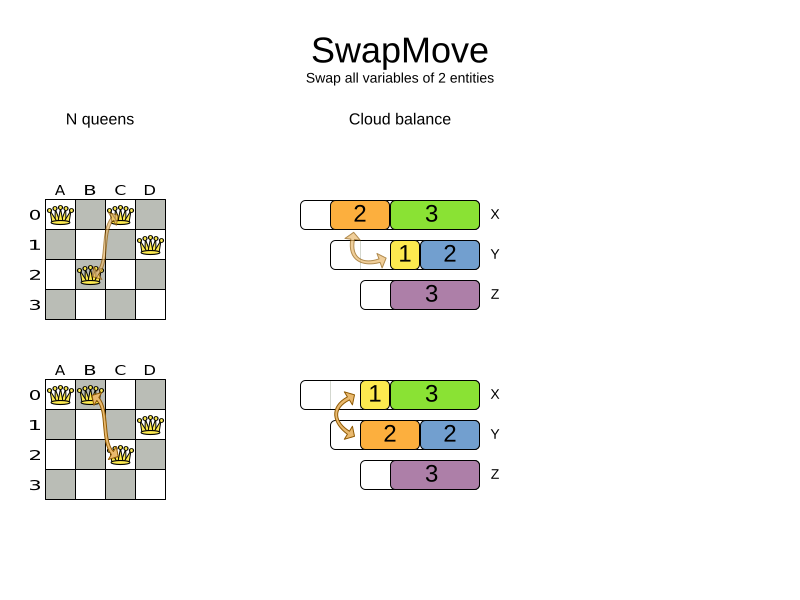 SwapMove
Swap all variables of 2 entities
N queens
Cloud balance
A B C D
0
1
2
3
2 3 X
1 2 Y
3 Z
A B C D
0
1
2
3
1 3 X
2 2 Y
3 Z